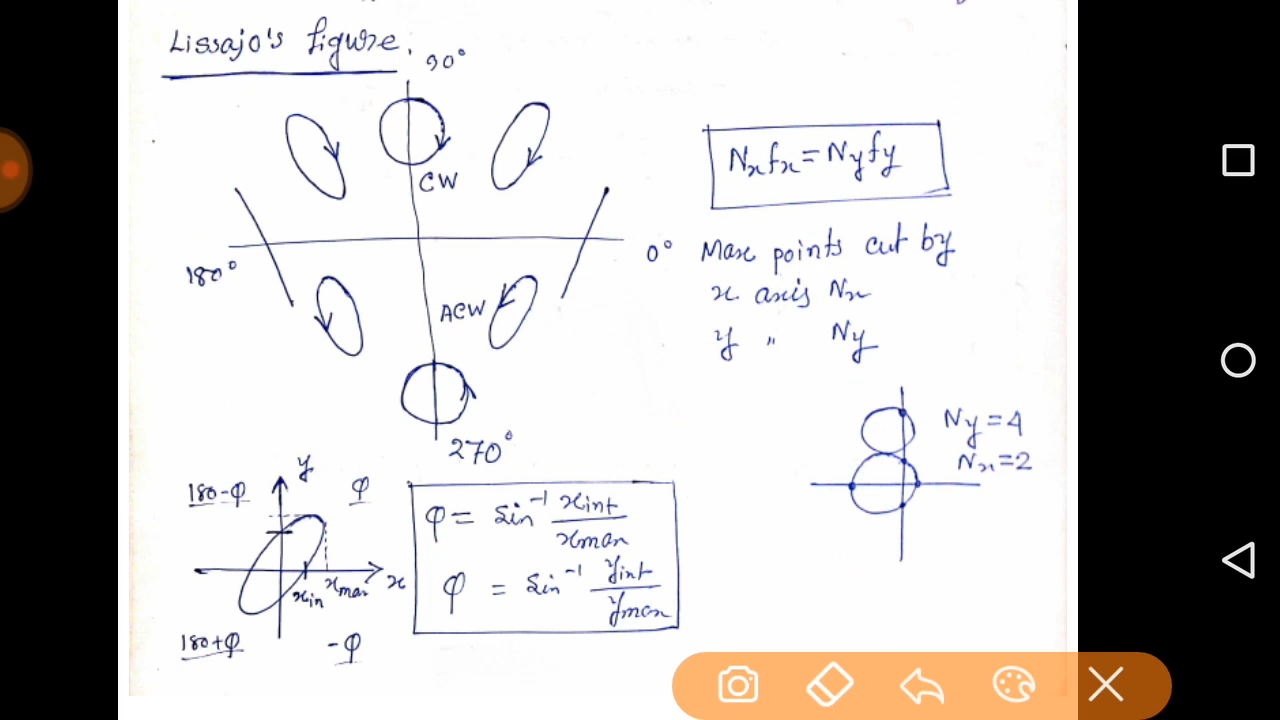 Lissajo's figure.
90°
CW
180°
0°
ACW
270°
Nxfx=Nyfy
Max points cut by
x axis Nx
y " Ny
Ny=4
Nx=2
y
180-φ
φ
x
xin
xmax
180+φ
-φ
φ= sin⁻¹ xint/xmax
φ = sin⁻¹ yint/ymax